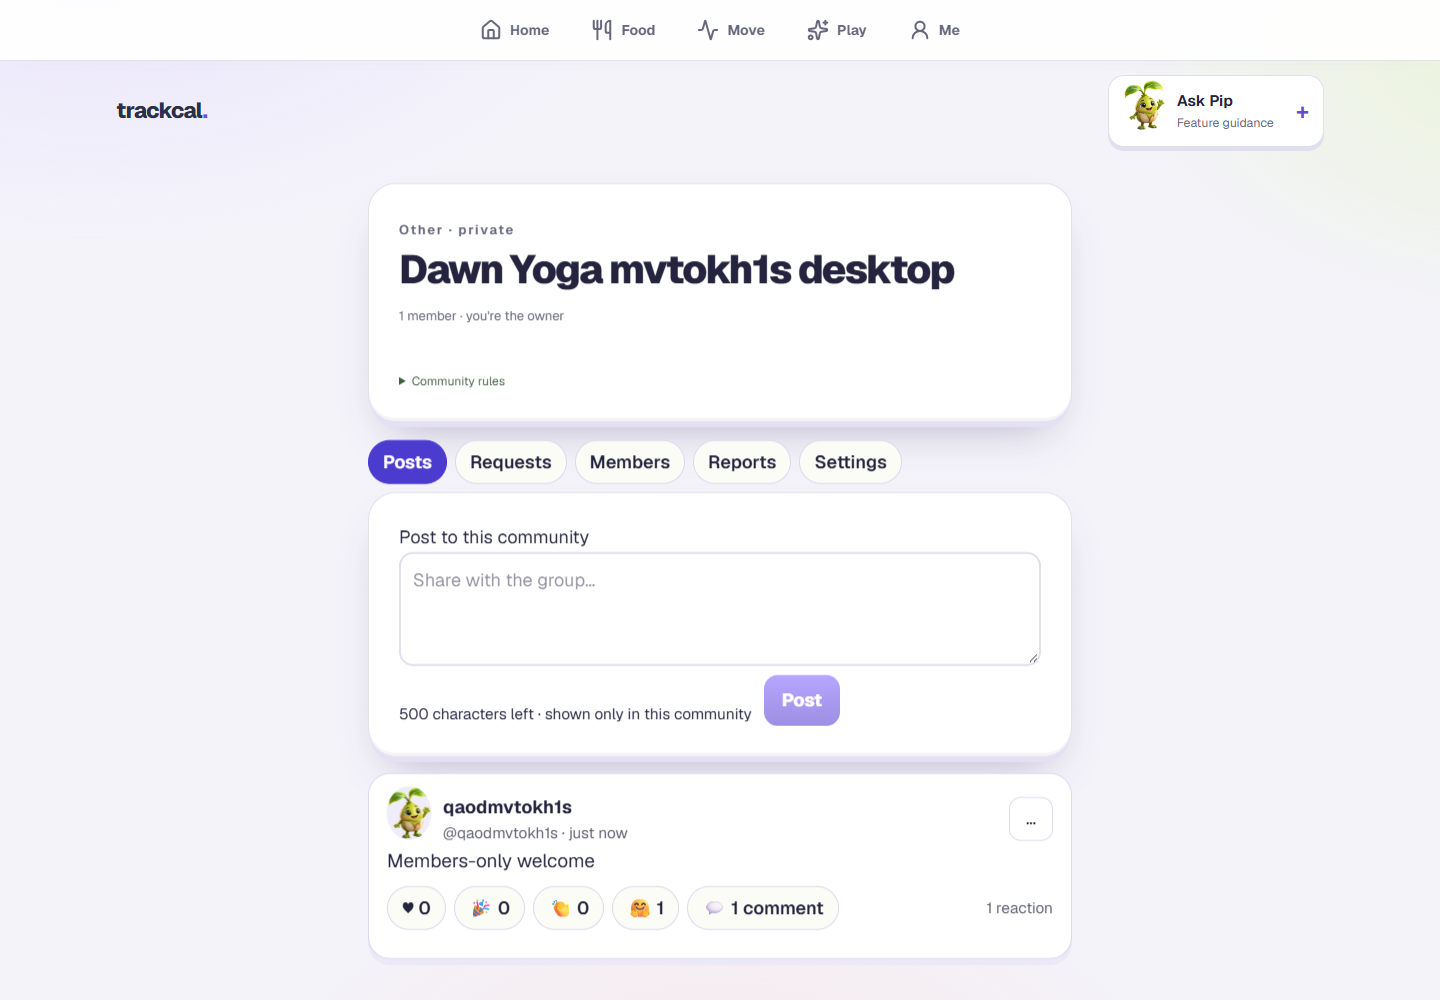 Home Food Move Play Me
trackcal.
Ask Pip
Feature guidance
+
Other · private
Dawn Yoga mvtokh1s desktop
1 member · you're the owner
▶ Community rules
Posts Requests Members Reports Settings
Post to this community
Share with the group...
500 characters left · shown only in this community Post
qaodmvtokh1s
@qaodmvtokh1s · just now
...
Members-only welcome
♥ 0 🎉 0 👏 0 🤗 1 💬 1 comment 1 reaction